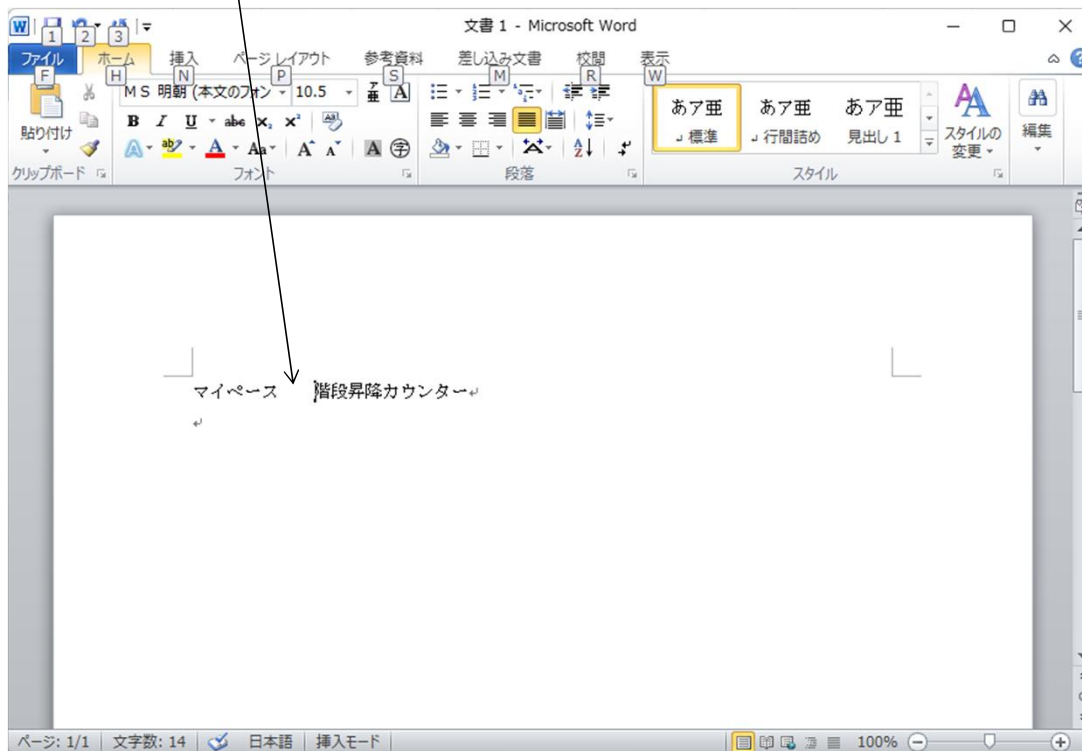 文書 1 - Microsoft Word
1 2 3
ファイル ホーム 挿入 ページ レイアウト 参考資料 差し込み文書 校閲 表示
F H N P S M R W
ＭＳ 明朝 (本文のフォン 10.5
貼り付け
B I U abc x₂ x²
Aa
あア亜 あア亜 あア亜
標準 行間詰め 見出し 1
スタイルの
変更
編集
クリップボード フォント 段落 スタイル
マイペース 階段昇降カウンター
ページ: 1/1 文字数: 14 日本語 挿入モード 100%